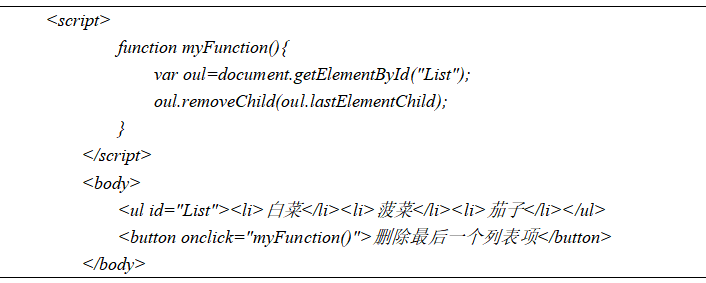 <script>
function myFunction(){
var oul=document.getElementById("List");
oul.removeChild(oul.lastElementChild);
}
</script>
<body>
<ul id="List"><li>白菜</li><li>菠菜</li><li>茄子</li></ul>
<button onclick="myFunction()">删除最后一个列表项</button>
</body>